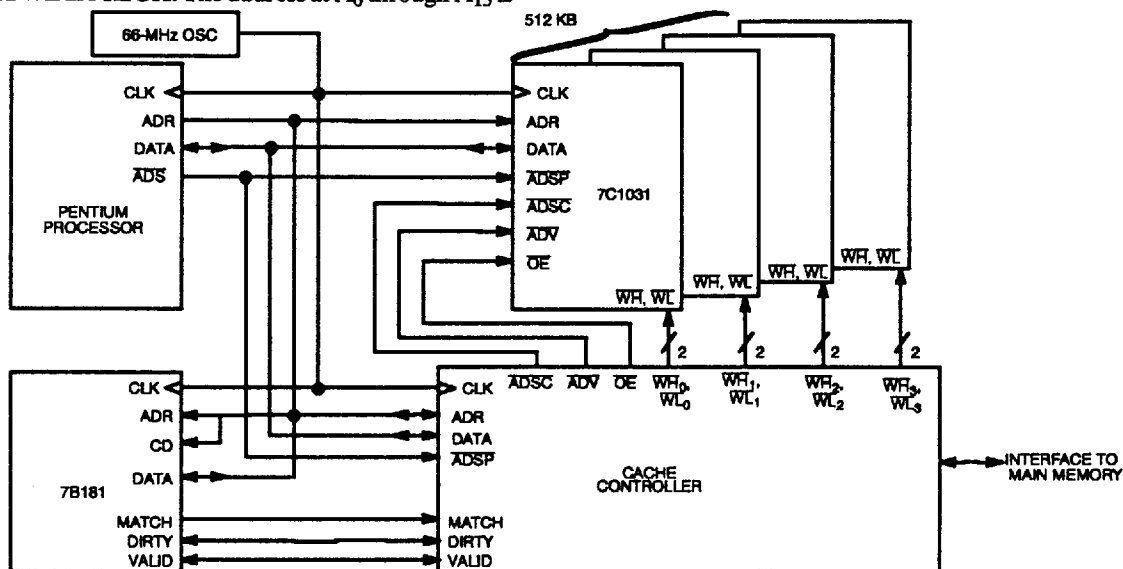 512 KB
66-MHz OSC
CLK
ADR
DATA
ADS
PENTIUM
PROCESSOR
CLK
ADR
DATA
ADSP
ADSC
ADV
OE
7C1031
WH, WL
WH, WL
WH, WL
WH, WL
2
2
2
2
CLK
ADR
CD
DATA
7B181
MATCH
DIRTY
VALID
ADSC
ADV
OE
WH0,
WL0
WH1,
WL1
WH2,
WL2
WH3,
WL3
CLK
ADR
DATA
ADSP
CACHE
CONTROLLER
MATCH
DIRTY
VALID
INTERFACE TO
MAIN MEMORY